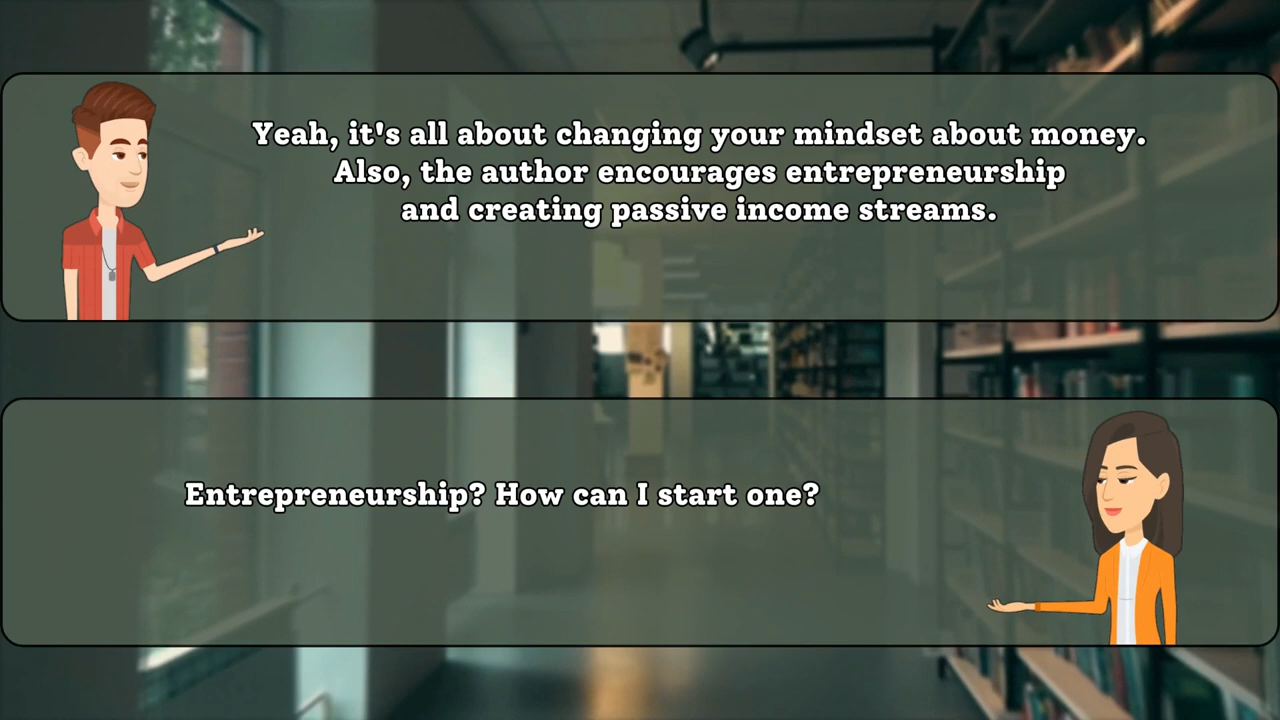 Yeah, it's all about changing your mindset about money.
Also, the author encourages entrepreneurship
and creating passive income streams.
Entrepreneurship? How can I start one?